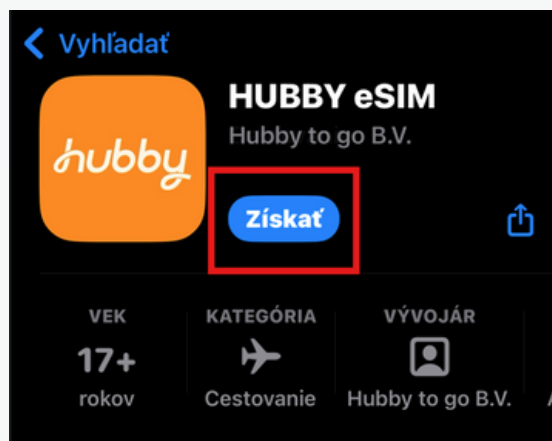 Vyhľadať
hubby
HUBBY eSIM
Hubby to go B.V.
Získať
VEK
KATEGÓRIA
VÝVOJÁR
17+
rokov
Cestovanie
Hubby to go B.V.